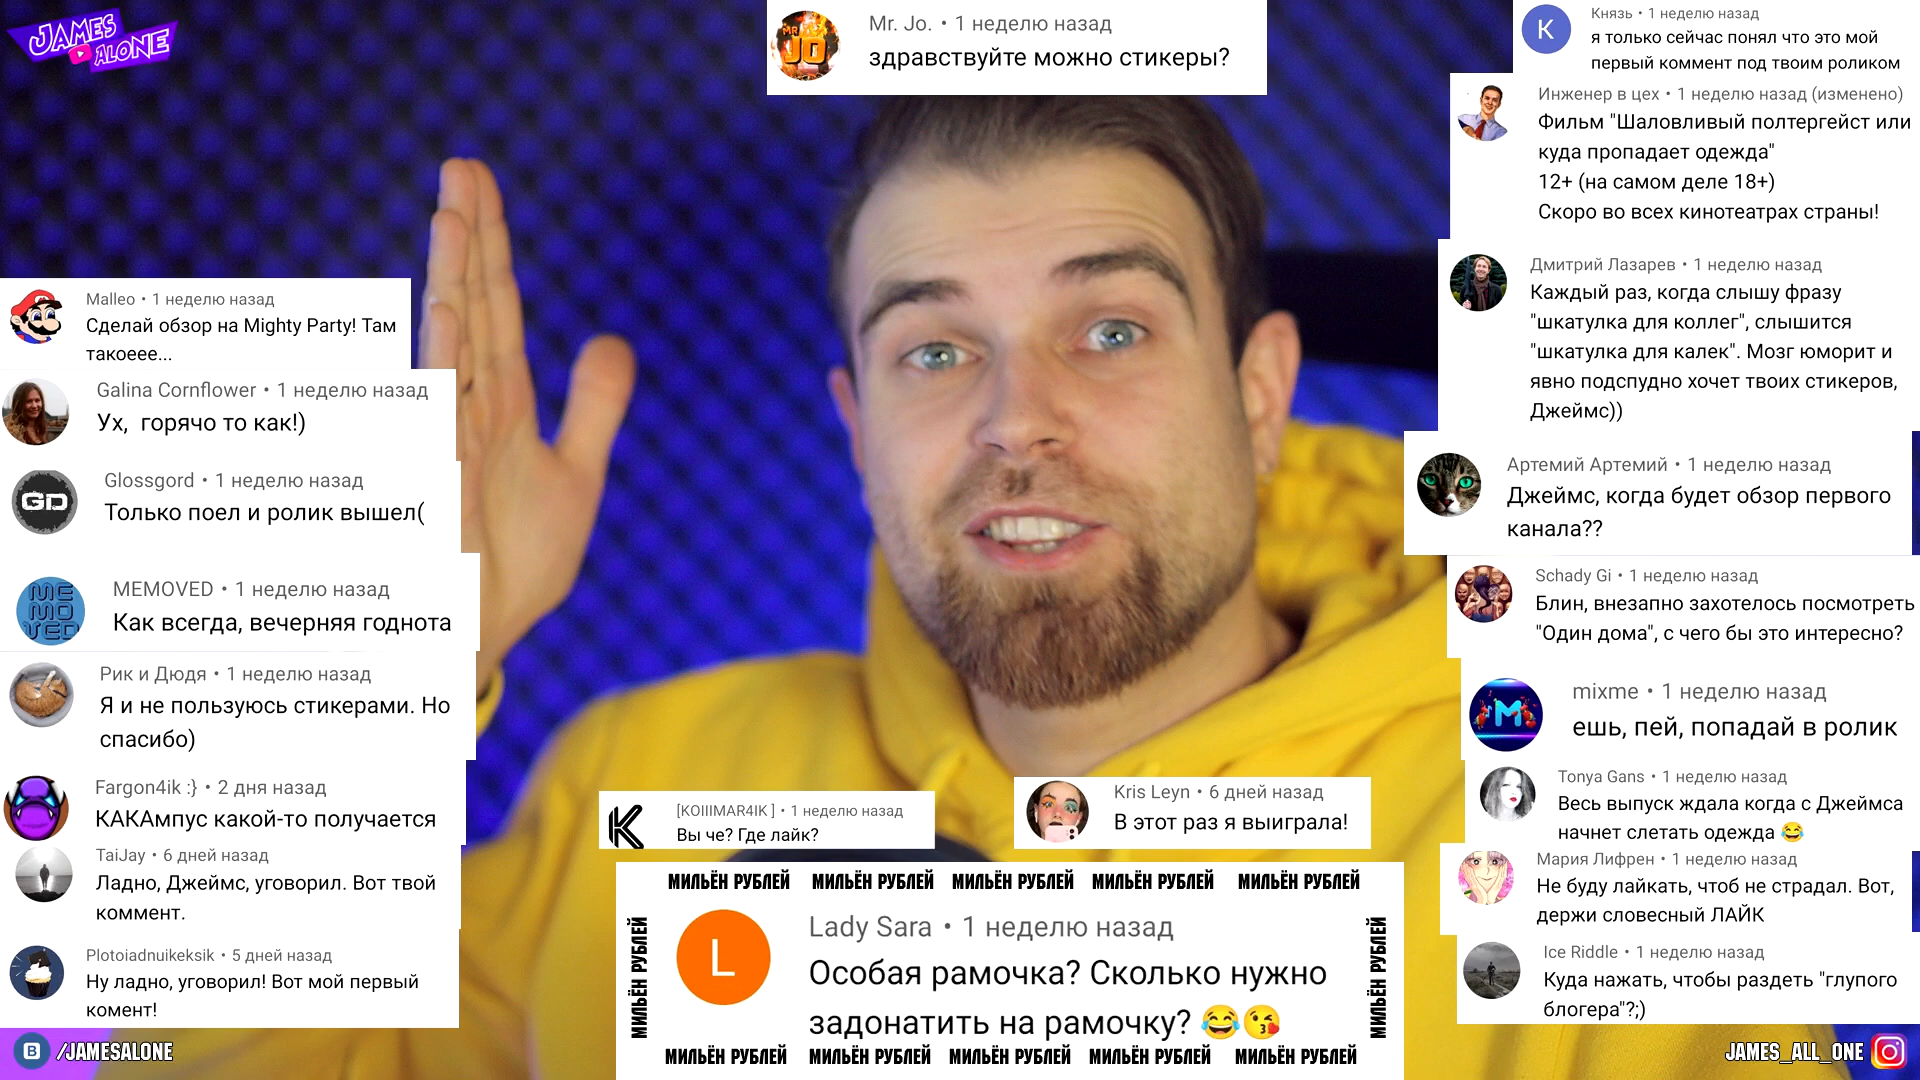 JAMES
ALONE
Mr. Jo. • 1 неделю назад
здравствуйте можно стикеры?
Malleo • 1 неделю назад
Сделай обзор на Mighty Party! Там
такоеее...
Galina Cornflower • 1 неделю назад
Ух, горячо то как!)
GD
Glossgord • 1 неделю назад
Только поел и ролик вышел(
ME
MO
VED
MEMOVED • 1 неделю назад
Как всегда, вечерняя годнота
Рик и Дюдя • 1 неделю назад
Я и не пользуюсь стикерами. Но
спасибо)
Fargon4ik :} • 2 дня назад
КАКАмпус какой-то получается
TaiJay • 6 дней назад
Ладно, Джеймс, уговорил. Вот твой
коммент.
Plotoiadnuikeksik • 5 дней назад
Ну ладно, уговорил! Вот мой первый
комент!
В /JAMESALONE
K
[KOIIIMAR4IK] • 1 неделю назад
Вы че? Где лайк?
Kris Leyn • 6 дней назад
В этот раз я выиграла!
МИЛЬЁН РУБЛЕЙ МИЛЬЁН РУБЛЕЙ МИЛЬЁН РУБЛЕЙ МИЛЬЁН РУБЛЕЙ МИЛЬЁН РУБЛЕЙ
МИЛЬЁН РУБЛЕЙ
L
Lady Sara • 1 неделю назад
Особая рамочка? Сколько нужно
задонатить на рамочку? 😂😘
МИЛЬЁН РУБЛЕЙ
МИЛЬЁН РУБЛЕЙ МИЛЬЁН РУБЛЕЙ МИЛЬЁН РУБЛЕЙ МИЛЬЁН РУБЛЕЙ МИЛЬЁН РУБЛЕЙ
К
Князь • 1 неделю назад
я только сейчас понял что это мой
первый коммент под твоим роликом
Инженер в цех • 1 неделю назад (изменено)
Фильм "Шаловливый полтергейст или
куда пропадает одежда"
12+ (на самом деле 18+)
Скоро во всех кинотеатрах страны!
Дмитрий Лазарев • 1 неделю назад
Каждый раз, когда слышу фразу
"шкатулка для коллег", слышится
"шкатулка для калек". Мозг юморит и
явно подспудно хочет твоих стикеров,
Джеймс))
Артемий Артемий • 1 неделю назад
Джеймс, когда будет обзор первого
канала??
Schady Gi • 1 неделю назад
Блин, внезапно захотелось посмотреть
"Один дома", с чего бы это интересно?
M
mixme • 1 неделю назад
ешь, пей, попадай в ролик
Tonya Gans • 1 неделю назад
Весь выпуск ждала когда с Джеймса
начнет слетать одежда 😂
Мария Лифрен • 1 неделю назад
Не буду лайкать, чтоб не страдал. Вот,
держи словесный ЛАЙК
Ice Riddle • 1 неделю назад
Куда нажать, чтобы раздеть "глупого
блогера"?;)
JAMES_ALL_ONE